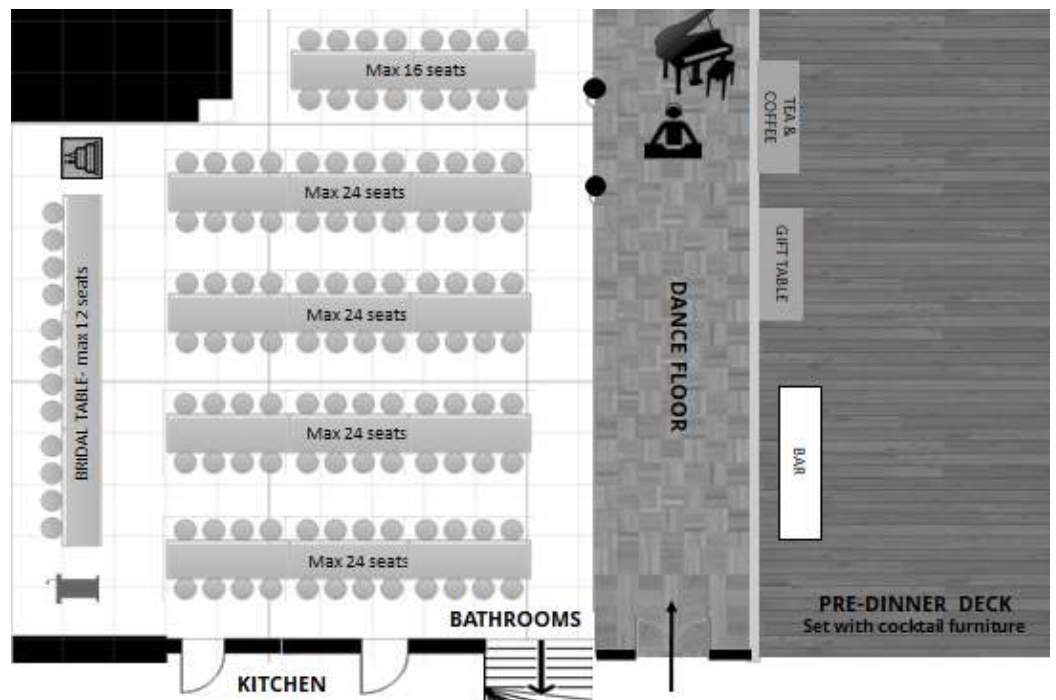 Max 16 seats
TEA &
COFFEE
Max 24 seats
BRIDAL TABLE- max 12 seats
GIFT TABLE
Max 24 seats
DANCE FLOOR
Max 24 seats
BAR
Max 24 seats
PRE-DINNER DECK
Set with cocktail furniture
BATHROOMS
KITCHEN